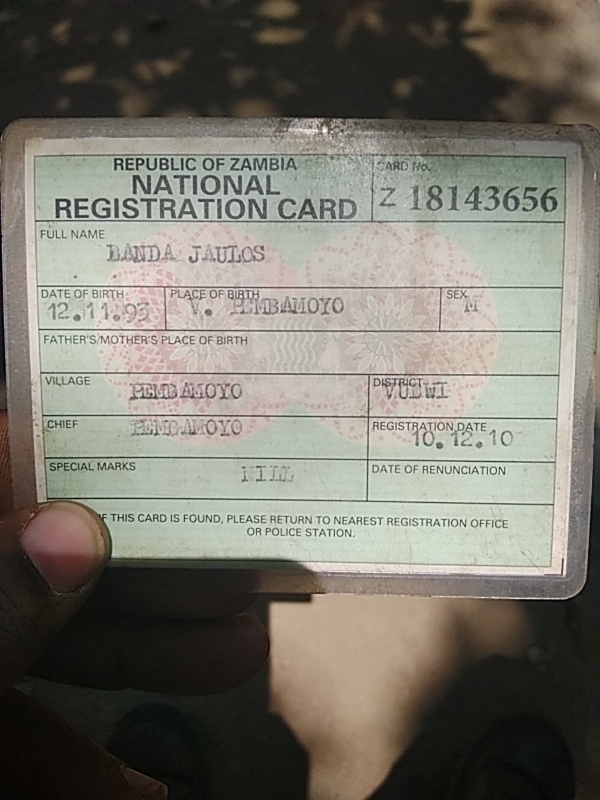 REPUBLIC OF ZAMBIA
NATIONAL
REGISTRATION CARD
CARD No.
Z 18143656
FULL NAME
BANDA JAULOS
DATE OF BIRTH
12.11.93
PLACE OF BIRTH
V. PEMBAMOYO
SEX
M
FATHER'S/MOTHER'S PLACE OF BIRTH
VILLAGE
PEMBAMOYO
DISTRICT
VUBWI
CHIEF
PEMBAMOYO
REGISTRATION DATE
10.12.10
SPECIAL MARKS
NILL
DATE OF RENUNCIATION
IF THIS CARD IS FOUND, PLEASE RETURN TO NEAREST REGISTRATION OFFICE
OR POLICE STATION.